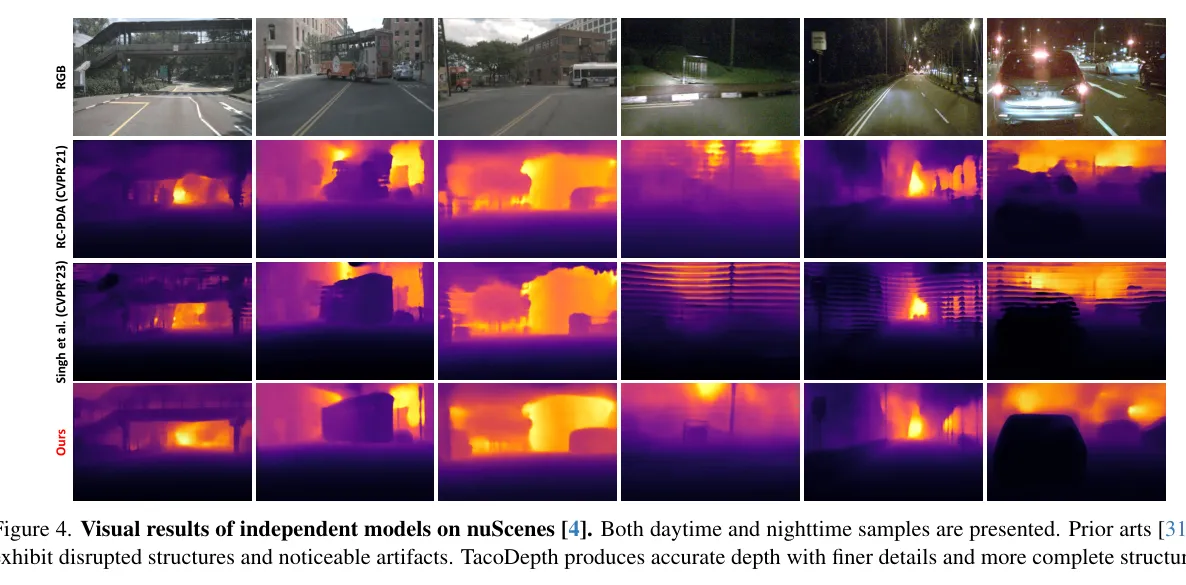 RGB
RC-PDA (CVPR'21)
Singh et al. (CVPR'23)
Ours
Figure 4. Visual results of independent models on nuScenes [4]. Both daytime and nighttime samples are presented. Prior arts [31
exhibit disrupted structures and noticeable artifacts. TacoDepth produces accurate depth with finer details and more complete structur